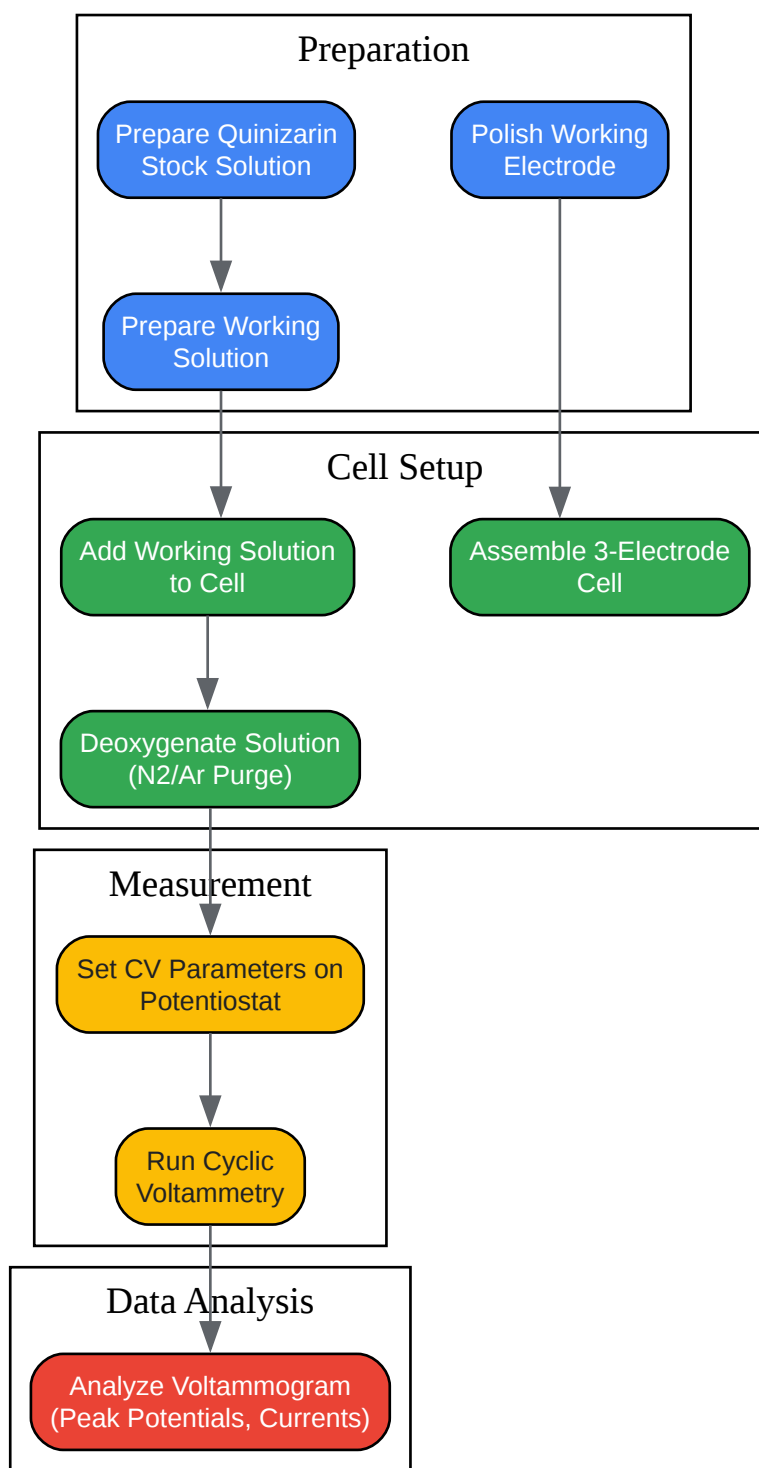 Preparation
Prepare Quinizarin
Stock Solution
Polish Working
Electrode
Prepare Working
Solution
Cell Setup
Add Working Solution
to Cell
Assemble 3-Electrode
Cell
Deoxygenate Solution
(N2/Ar Purge)
Measurement
Set CV Parameters on
Potentiostat
Run Cyclic
Voltammetry
Data Analysis
Analyze Voltammogram
(Peak Potentials, Currents)